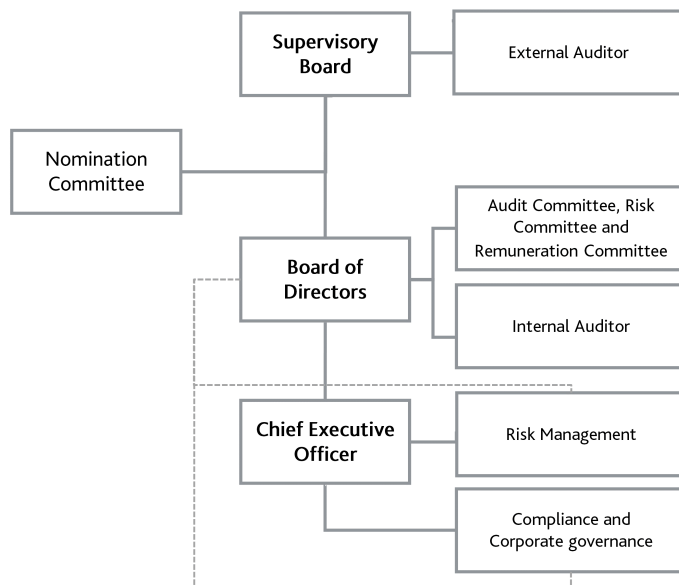 Supervisory
Board
External Auditor
Nomination
Committee
Audit Committee, Risk
Committee and
Remuneration Committee
Board of
Directors
Internal Auditor
Chief Executive
Officer
Risk Management
Compliance and
Corporate governance